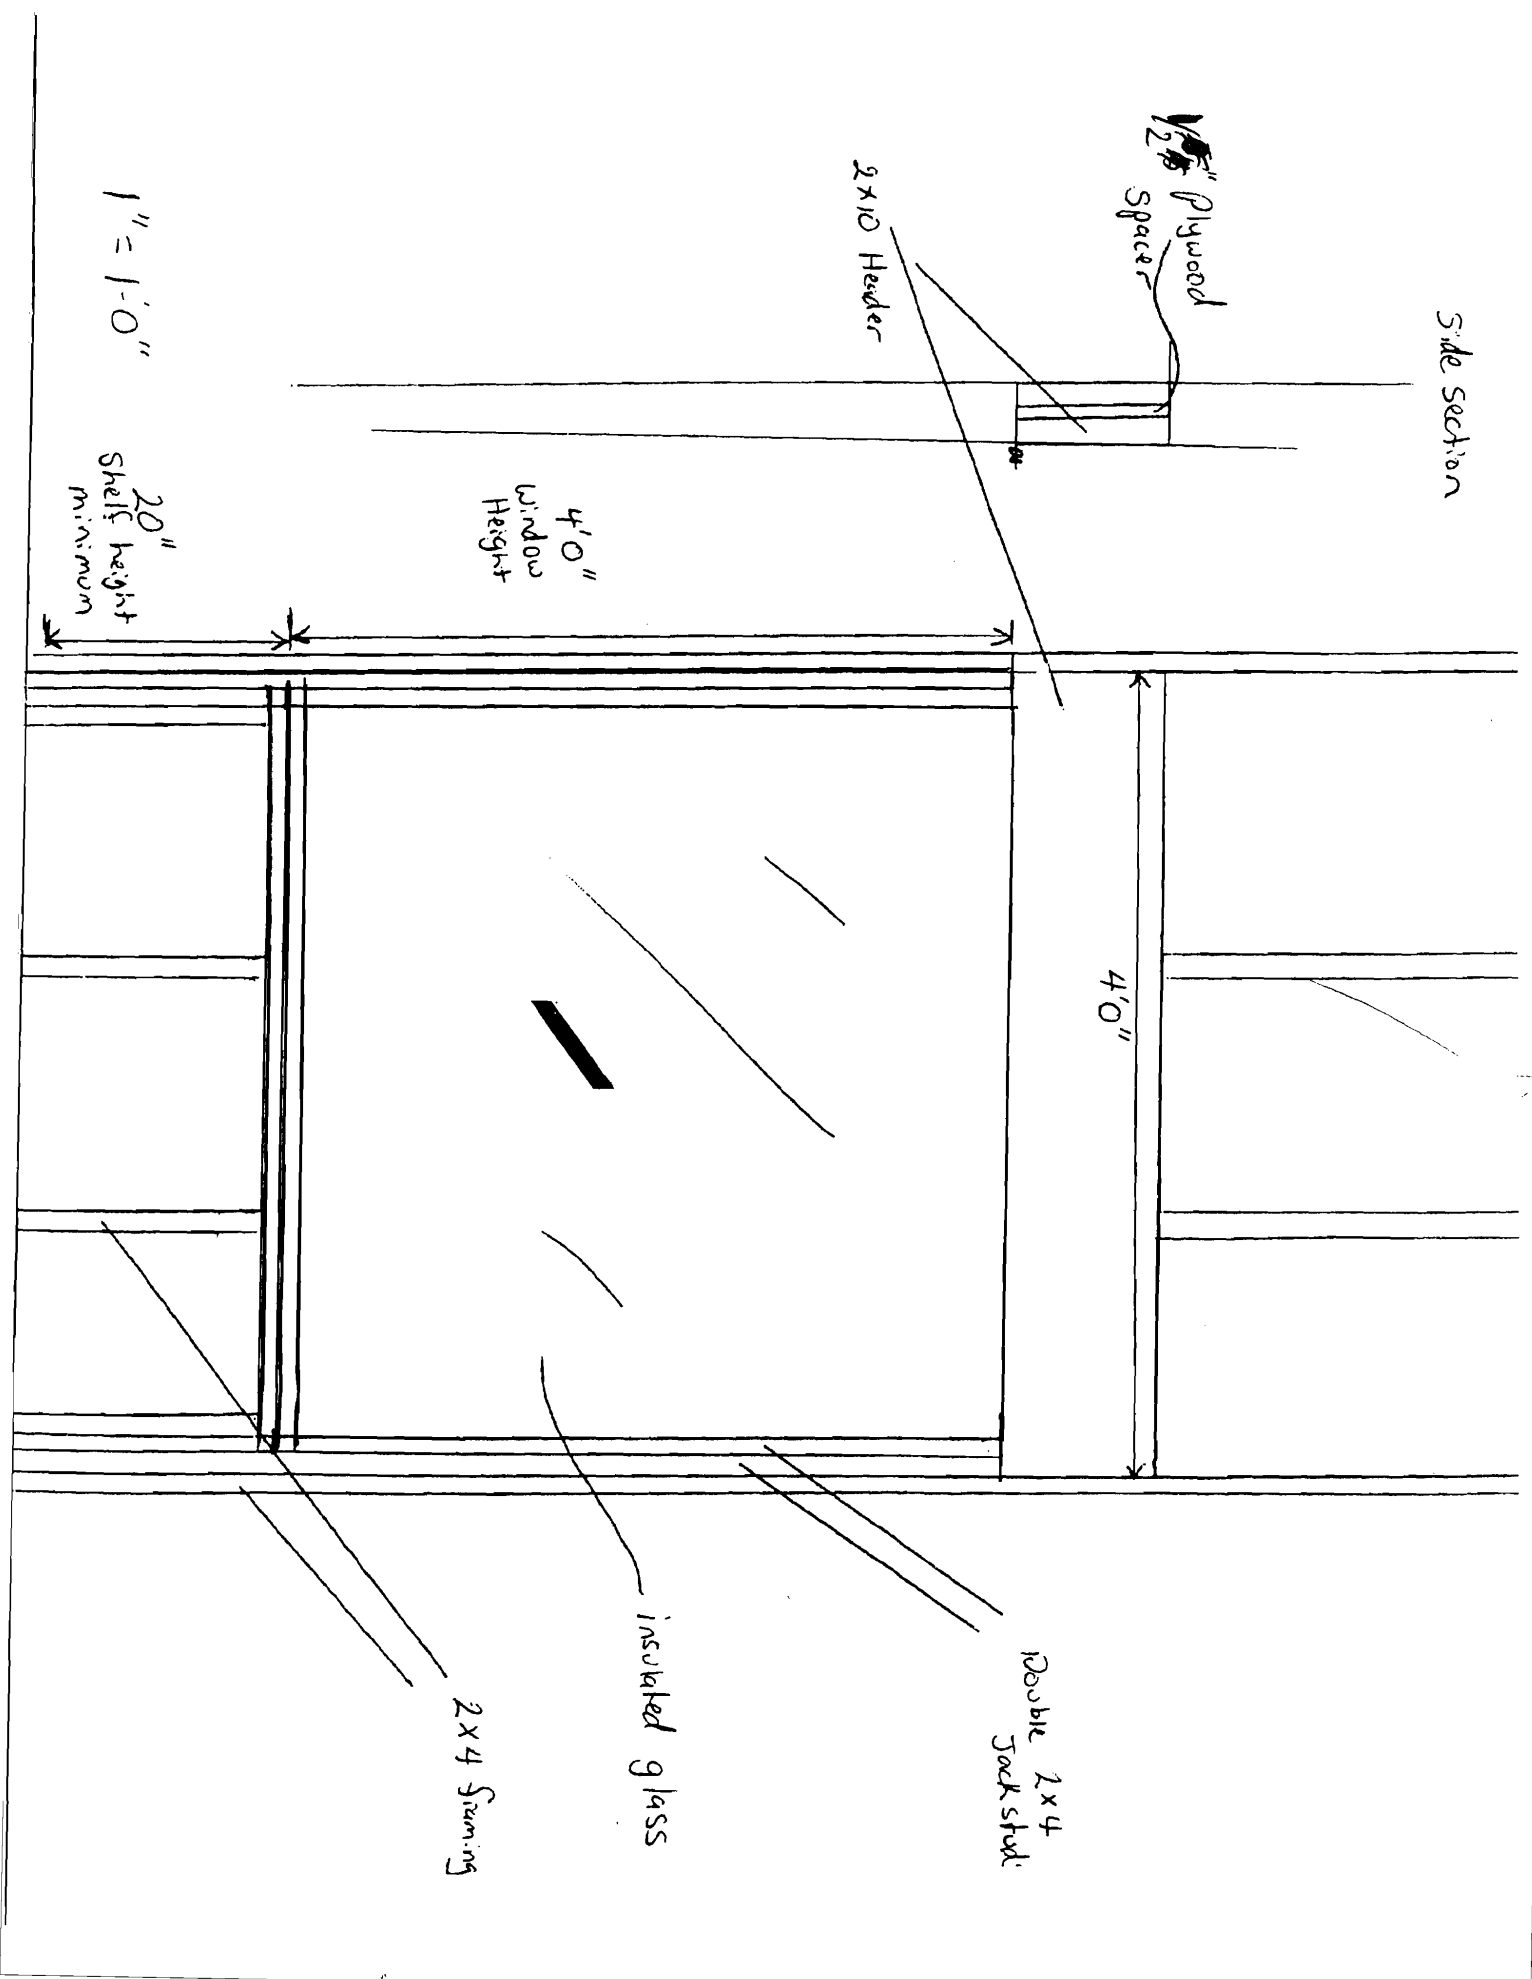 Side section
1/2" Plywood
Spacer
2x10 Header
4'0"
4'0"
Window
Height
20"
Shelf height
minimum
1" = 1'-0"
Double 2x4
Jack stud
insulated glass
2x4 framing